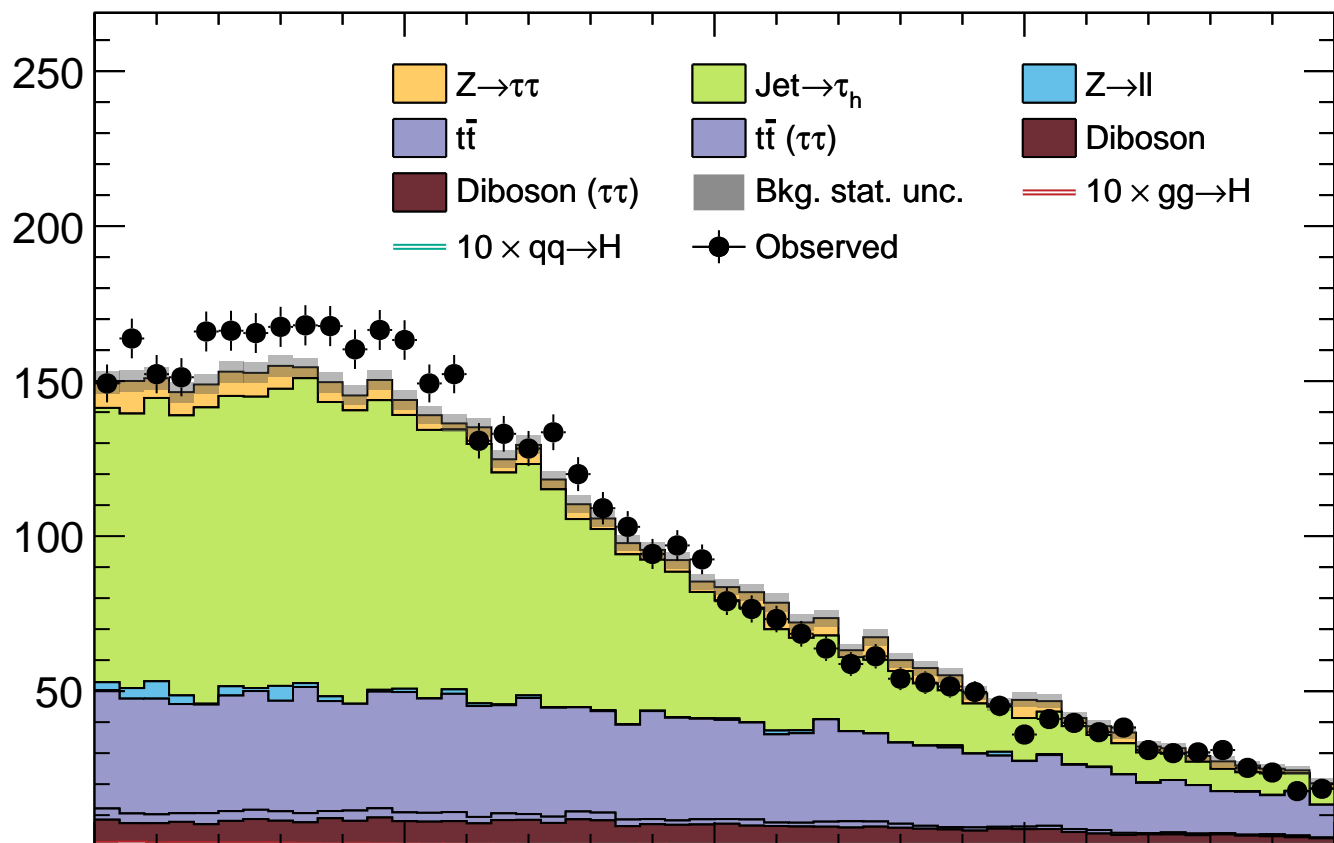 250
200
150
100
50
Z→ττ Jet→τh Z→ll
tt̄ tt̄ (ττ) Diboson
Diboson (ττ) Bkg. stat. unc. 10 × gg→H
10 × qq→H Observed